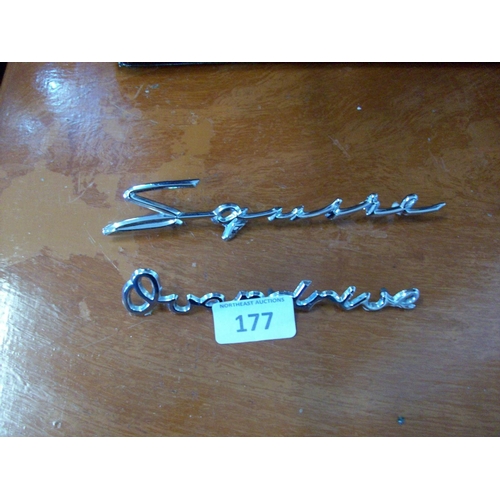 Squire
Overdrive
NORTHEAST AUCTIONS
177